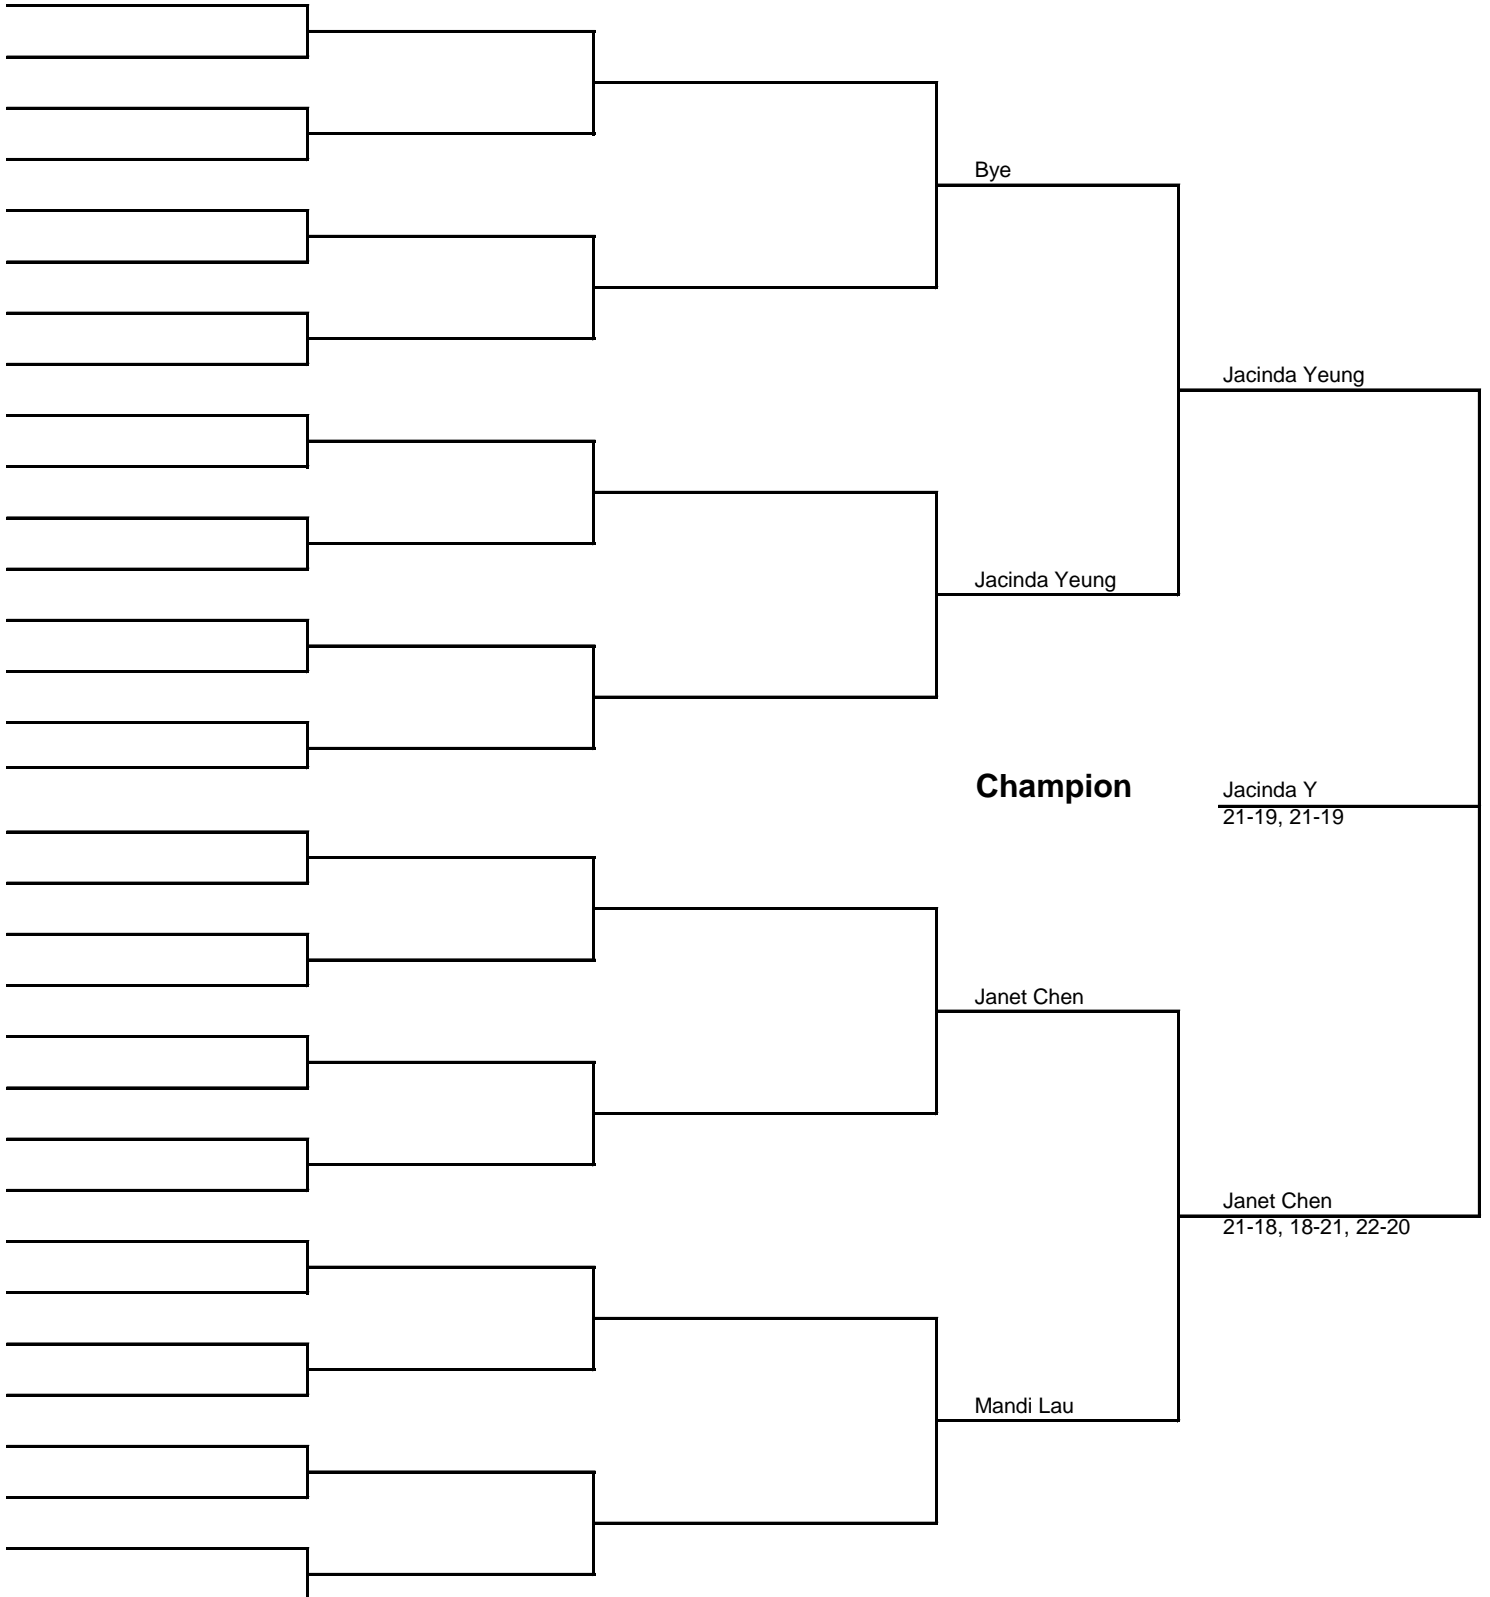 Bye
Jacinda Yeung
Jacinda Yeung
Champion
Jacinda Y
21-19, 21-19
Janet Chen
Janet Chen
21-18, 18-21, 22-20
Mandi Lau